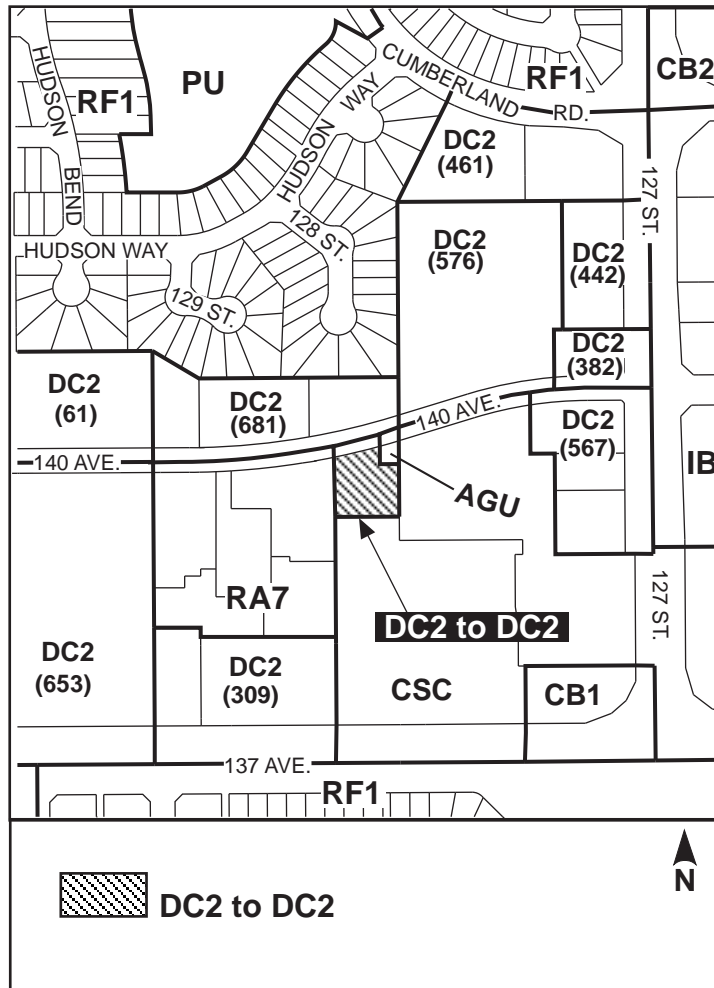 HUDSON
BEND
RF1
PU
HUDSON WAY
CUMBERLAND RD.
RF1
CB2
DC2
(461)
127 ST.
HUDSON WAY
128 ST.
129 ST.
DC2
(576)
DC2
(442)
DC2
(382)
DC2
(61)
DC2
(681)
140 AVE.
DC2
(567)
140 AVE.
IB
AGU
RA7
DC2 to DC2
127 ST.
DC2
(653)
DC2
(309)
CSC
CB1
137 AVE.
RF1
N
DC2 to DC2